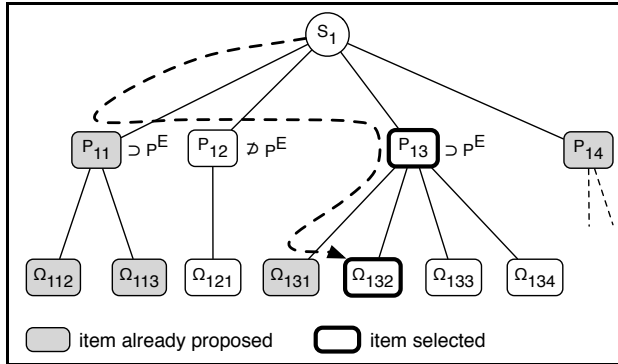 S₁
P₁₁ ⊃ Pᴱ P₁₂ ⊅ Pᴱ P₁₃ ⊃ Pᴱ P₁₄
Ω₁₁₂ Ω₁₁₃ Ω₁₂₁ Ω₁₃₁ Ω₁₃₂ Ω₁₃₃ Ω₁₃₄
item already proposed item selected